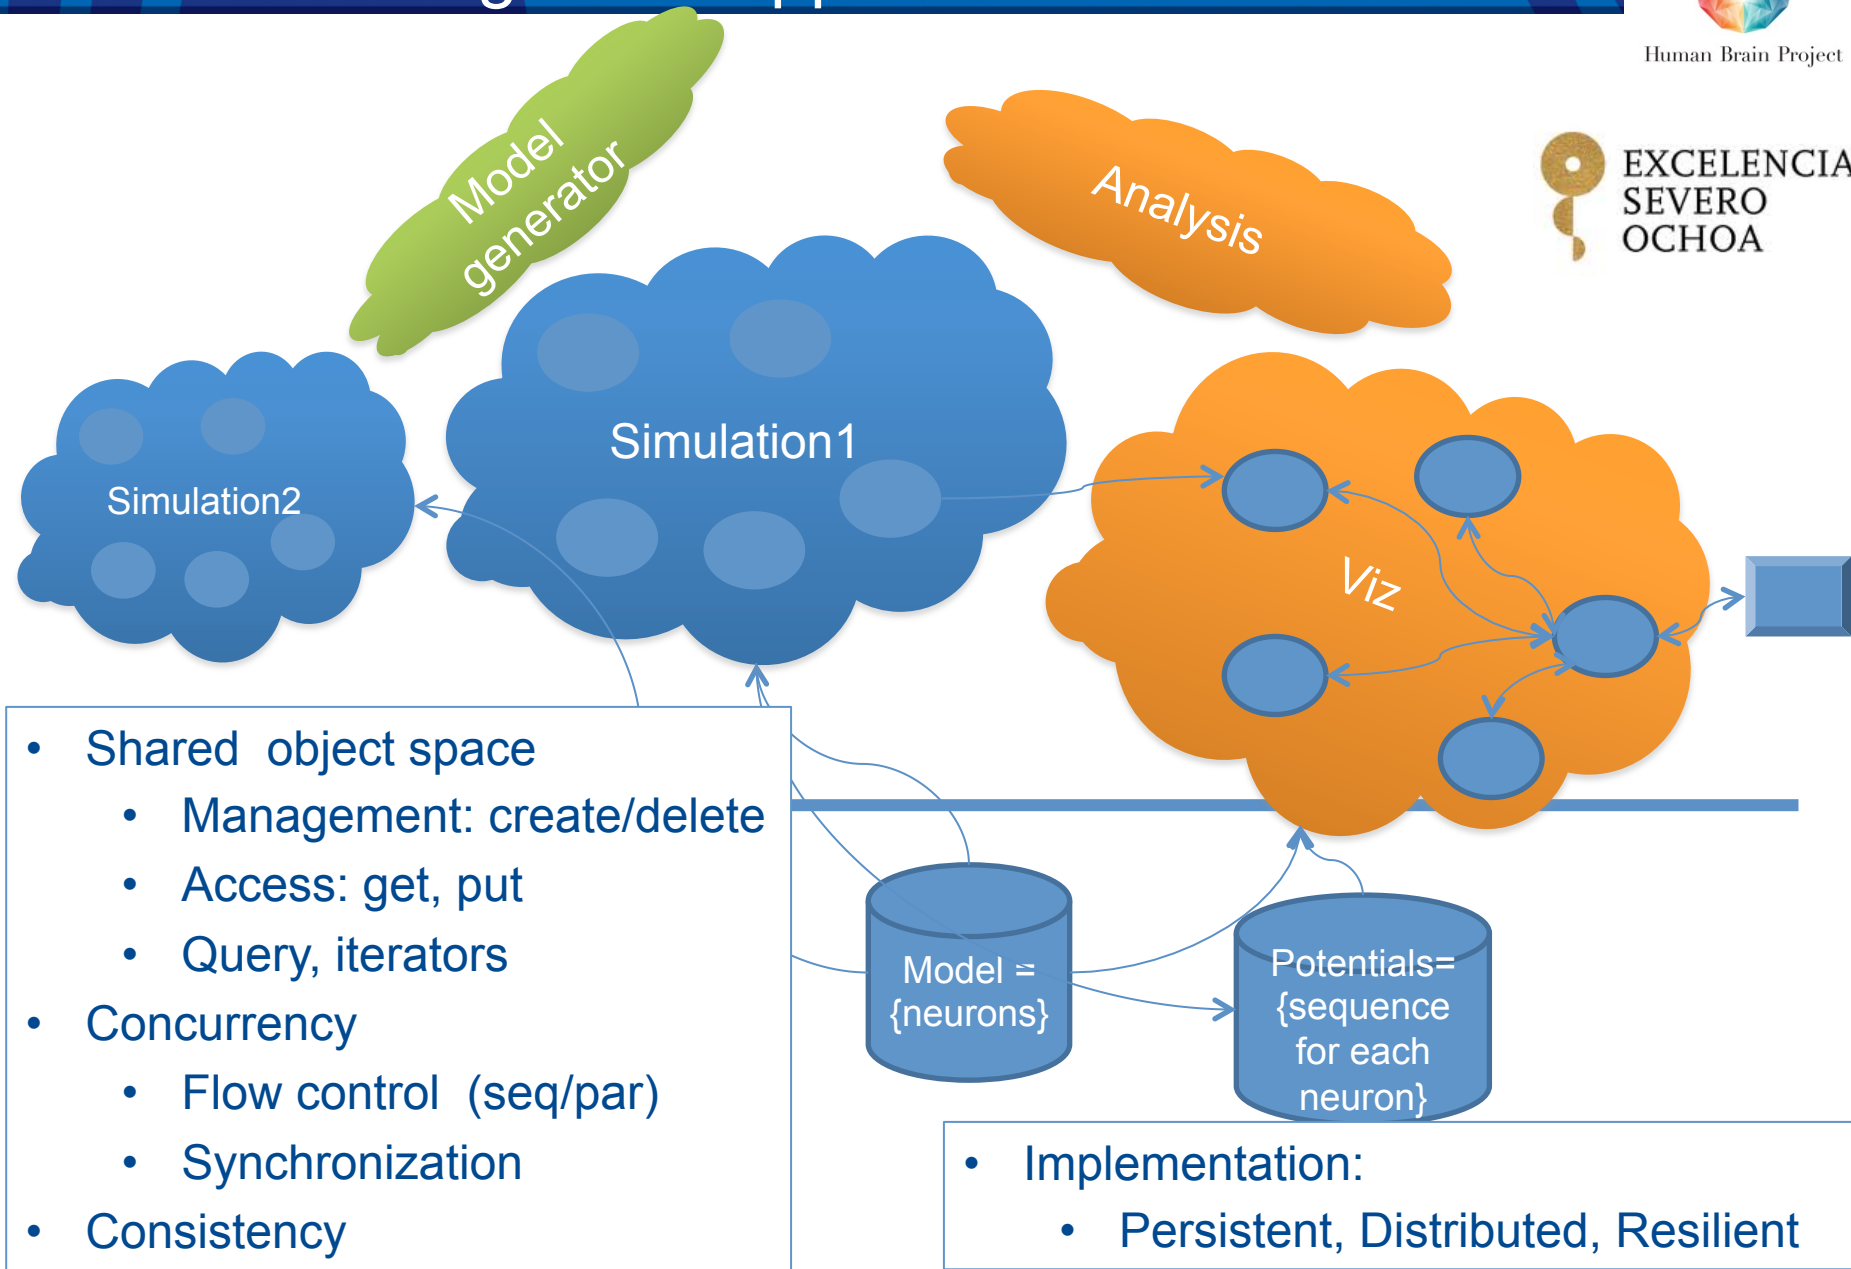 Human Brain Project
EXCELENCIA
SEVERO
OCHOA
Model
generator
Analysis
Simulation1
Simulation2
Viz
• Shared object space
• Management: create/delete
• Access: get, put
• Query, iterators
• Concurrency
• Flow control (seq/par)
• Synchronization
• Consistency
Model =
{neurons}
Potentials=
{sequence
for each
neuron}
• Implementation:
• Persistent, Distributed, Resilient